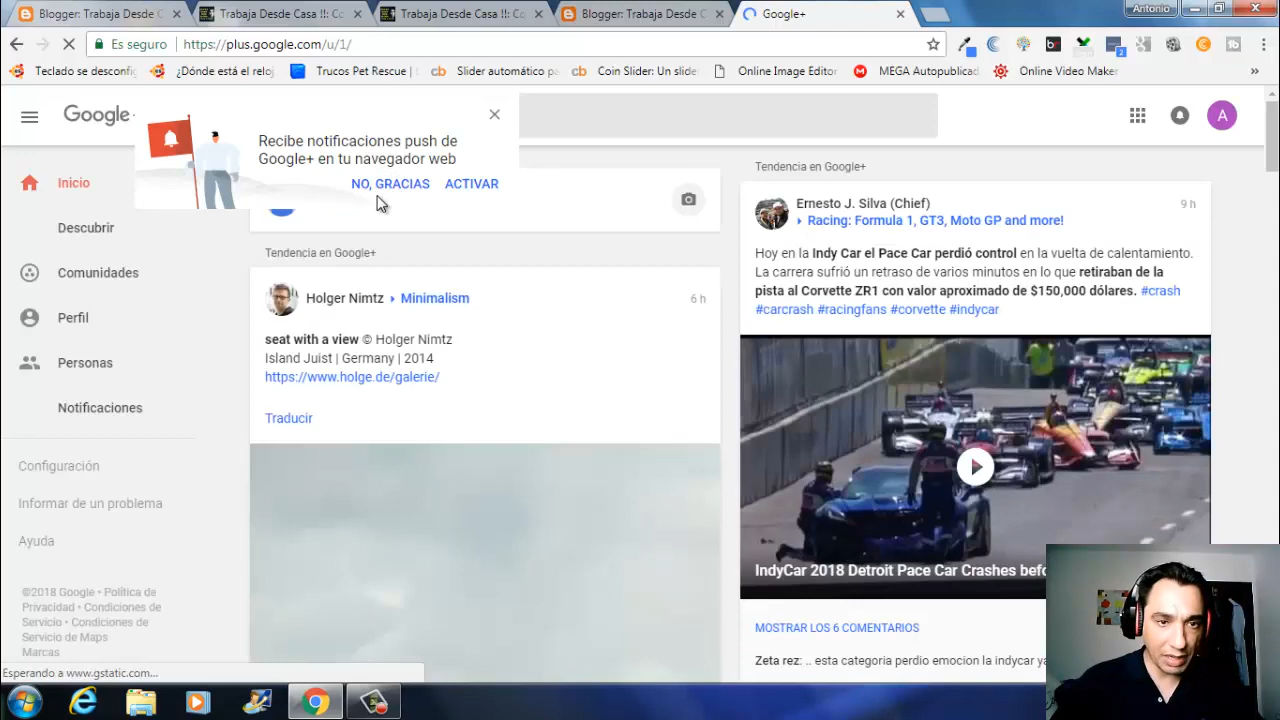 Blogger: Trabaja Desde C
Trabaja Desde Casa !!: Co
Trabaja Desde Casa !!: Co
Blogger: Trabaja Desde C
Google+
Antonio
Es seguro
https://plus.google.com/u/1/
2
Teclado se desconfig
¿Dónde está el reloj
Trucos Pet Rescue
Slider automático pa
Coin Slider: Un slide
Online Image Editor
MEGA Autopublicad
Online Video Maker
»
Google
Recibe notificaciones push de
Google+ en tu navegador web
NO, GRACIAS
ACTIVAR
A
Inicio
Descubrir
Comunidades
Perfil
Personas
Notificaciones
Configuración
Informar de un problema
Ayuda
©2018 Google • Política de
Privacidad • Condiciones de
Servicio • Condiciones de
Servicio de Maps
Marcas
Esperando a www.gstatic.com...
Tendencia en Google+
Holger Nimtz
Minimalism
6 h
seat with a view © Holger Nimtz
Island Juist | Germany | 2014
https://www.holge.de/galerie/
Traducir
Tendencia en Google+
Ernesto J. Silva (Chief)
9 h
Racing: Formula 1, GT3, Moto GP and more!
Hoy en la Indy Car el Pace Car perdió control en la vuelta de calentamiento.
La carrera sufrió un retraso de varios minutos en lo que retiraban de la
pista al Corvette ZR1 con valor aproximado de $150,000 dólares. #crash
#carcrash #racingfans #corvette #indycar
IndyCar 2018 Detroit Pace Car Crashes befo
MOSTRAR LOS 6 COMENTARIOS
Zeta rez: .. esta categoria perdio emocion la indycar ya